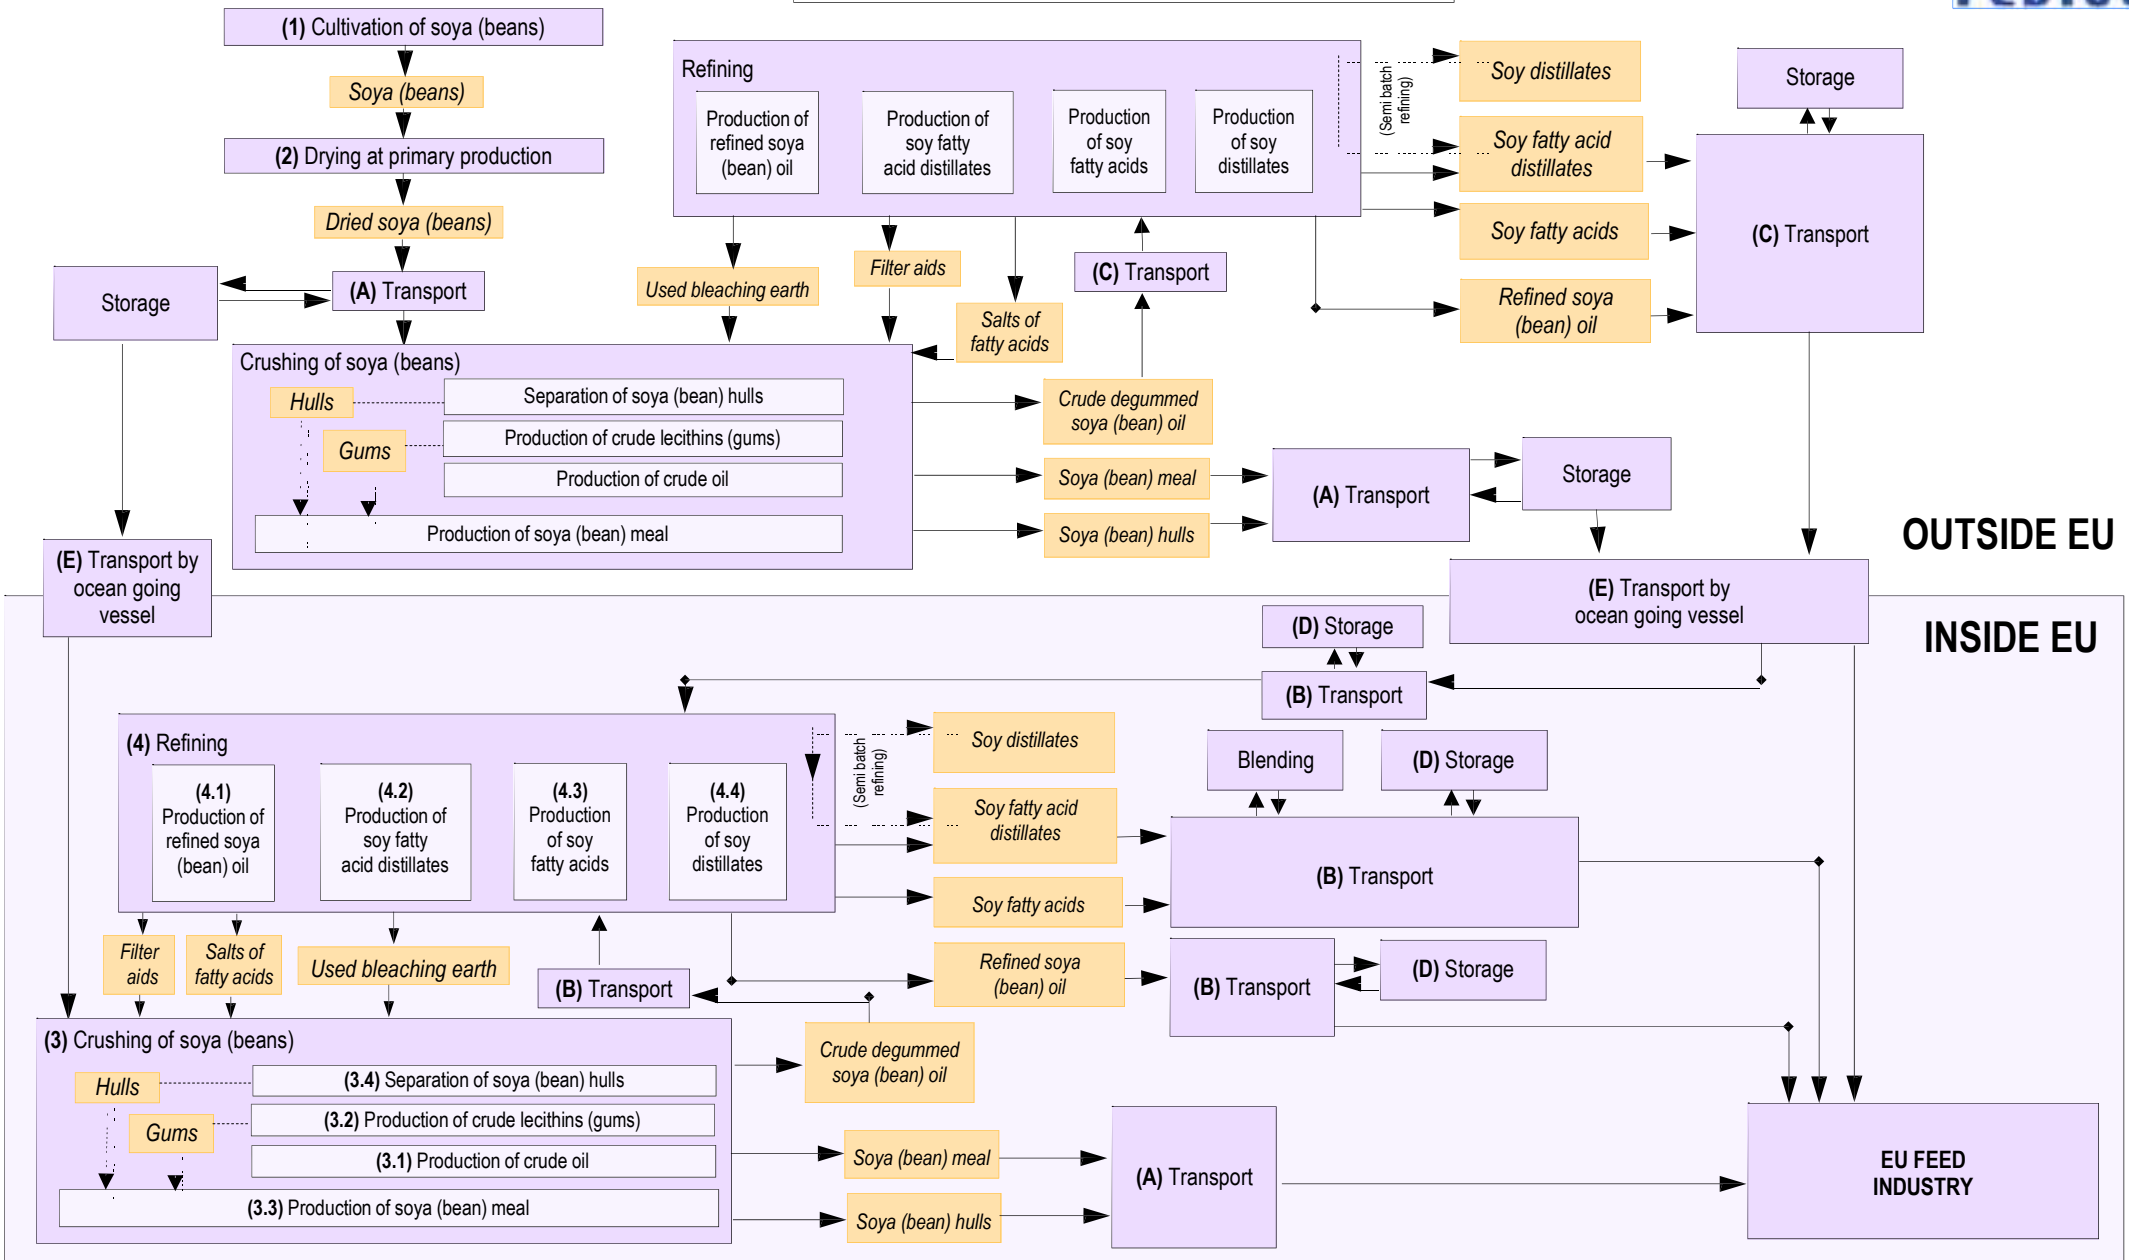 (1) Cultivation of soya (beans)
Soya (beans)
(2) Drying at primary production
Dried soya (beans)
(A) Transport
Storage
Refining
Production of
refined soya
(bean) oil
Production of
soy fatty
acid distillates
Production
of soy
fatty acids
Production
of soy
distillates
(Semi batch
refining)
Soy distillates
Soy fatty acid
distillates
Soy fatty acids
Refined soya
(bean) oil
Storage
(C) Transport
Used bleaching earth
Filter aids
Salts of
fatty acids
(C) Transport
Crushing of soya (beans)
Hulls
Separation of soya (bean) hulls
Gums
Production of crude lecithins (gums)
Production of crude oil
Production of soya (bean) meal
Crude degummed
soya (bean) oil
Soya (bean) meal
Soya (bean) hulls
(A) Transport
Storage
OUTSIDE EU
(E) Transport by
ocean going
vessel
(E) Transport by
ocean going vessel
INSIDE EU
(D) Storage
(B) Transport
(4) Refining
(4.1)
Production of
refined soya
(bean) oil
(4.2)
Production of
soy fatty
acid distillates
(4.3)
Production
of soy
fatty acids
(4.4)
Production
of soy
distillates
(Semi batch
refining)
Soy distillates
Soy fatty acid
distillates
Soy fatty acids
Refined soya
(bean) oil
Blending
(D) Storage
(B) Transport
(B) Transport
(D) Storage
Filter
aids
Salts of
fatty acids
Used bleaching earth
(B) Transport
(3) Crushing of soya (beans)
Hulls
(3.4) Separation of soya (bean) hulls
Gums
(3.2) Production of crude lecithins (gums)
(3.1) Production of crude oil
(3.3) Production of soya (bean) meal
Crude degummed
soya (bean) oil
Soya (bean) meal
Soya (bean) hulls
(A) Transport
EU FEED
INDUSTRY